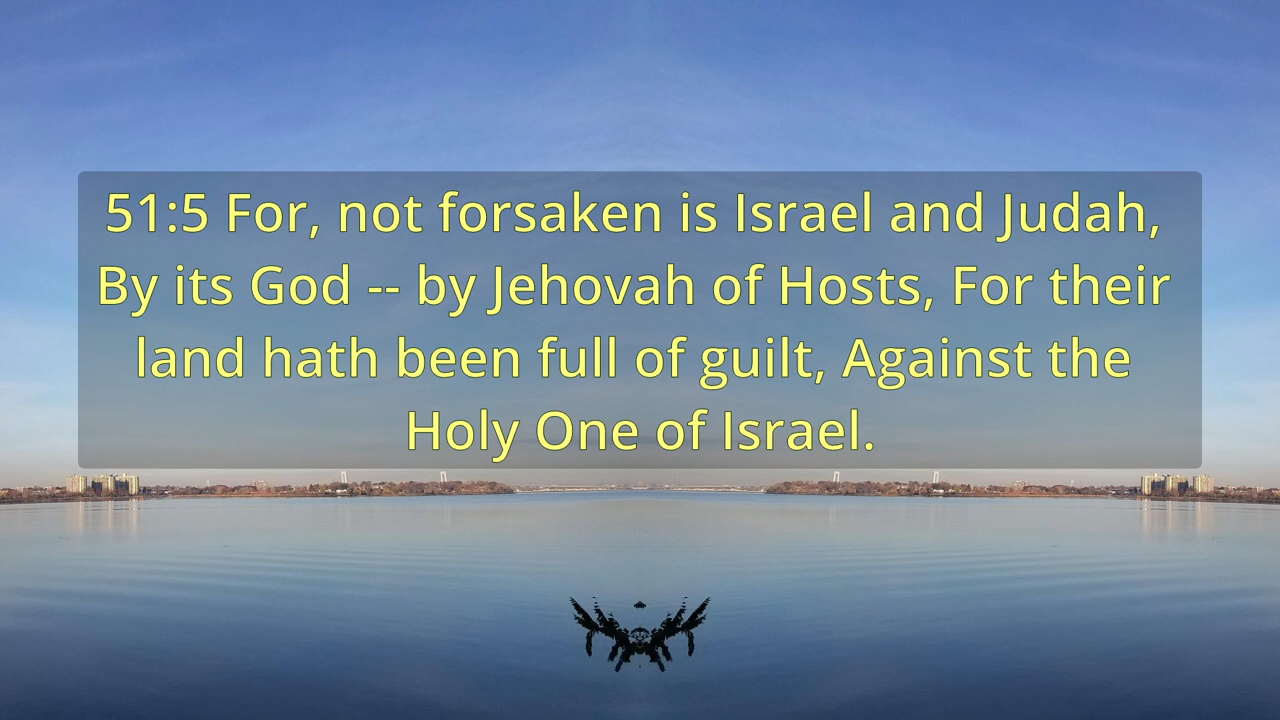 51:5 For, not forsaken is Israel and Judah,
By its God -- by Jehovah of Hosts, For their
land hath been full of guilt, Against the
Holy One of Israel.